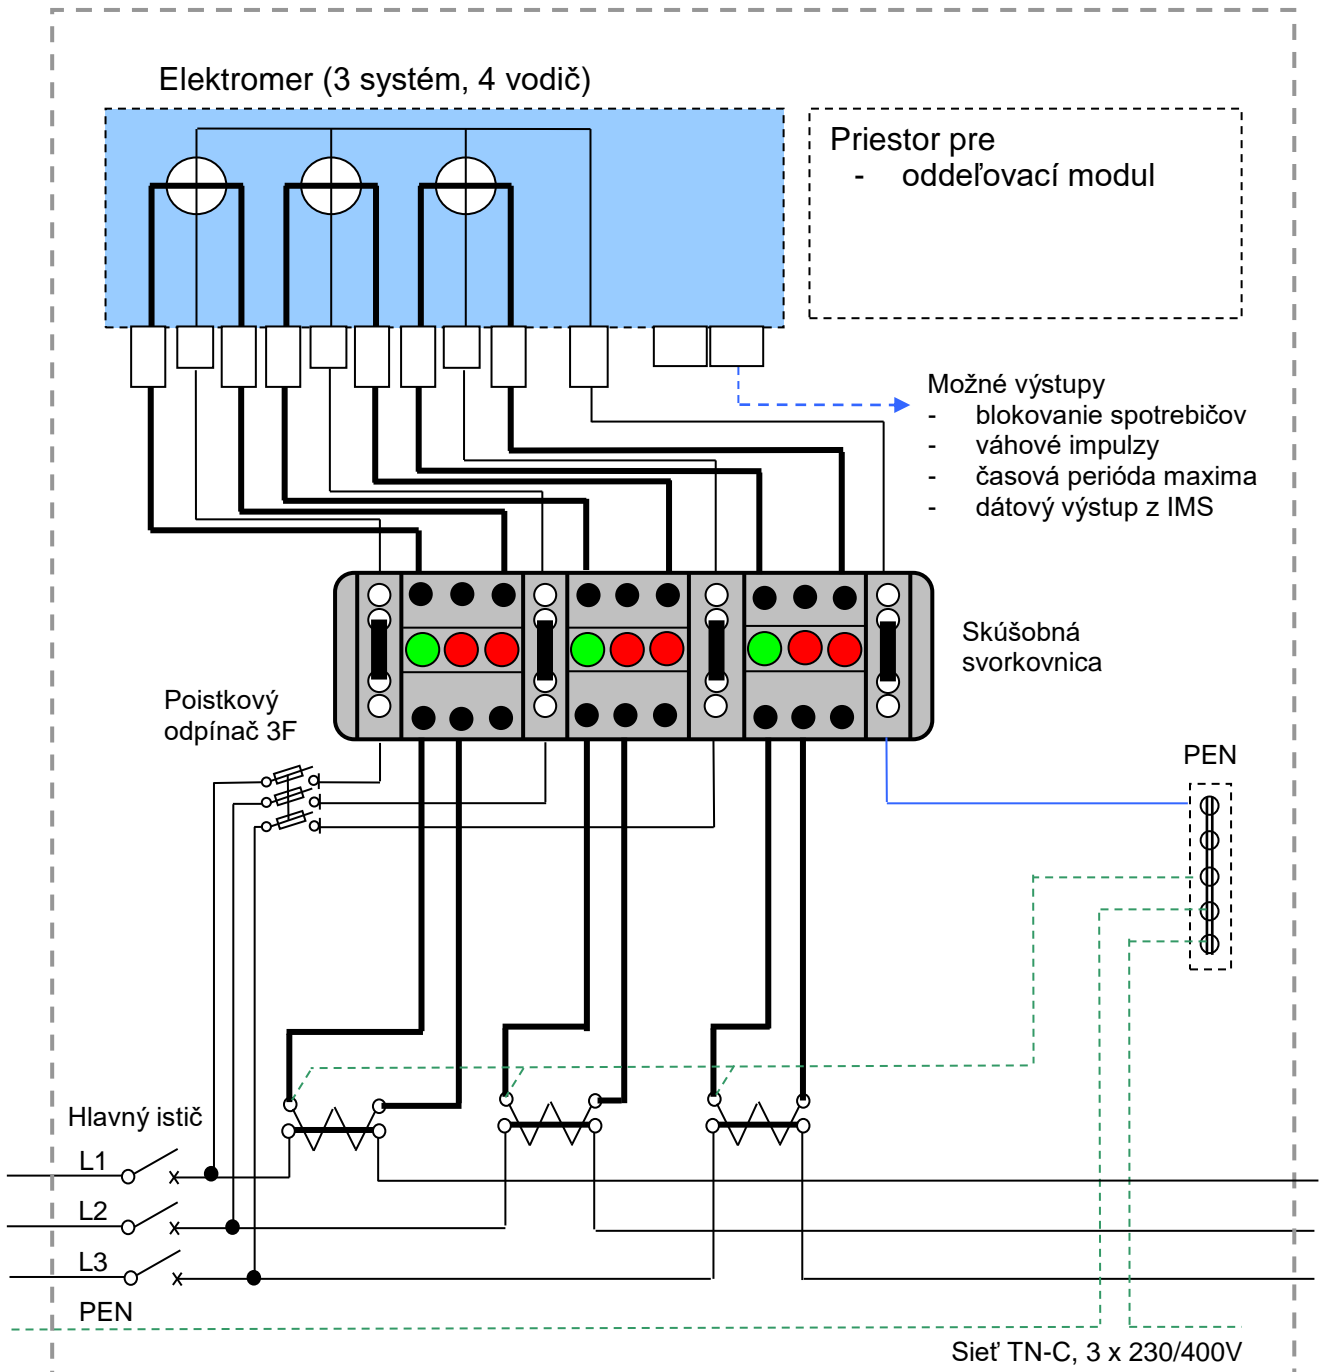 Elektromer (3 systém, 4 vodič)
Priestor pre
- oddeľovací modul
Možné výstupy
- blokovanie spotrebičov
- váhové impulzy
- časová perióda maxima
- dátový výstup z IMS
Skúšobná
svorkovnica
Poistkový
odpínač 3F
PEN
Hlavný istič
L1
L2
L3
PEN
Sieť TN-C, 3 x 230/400V